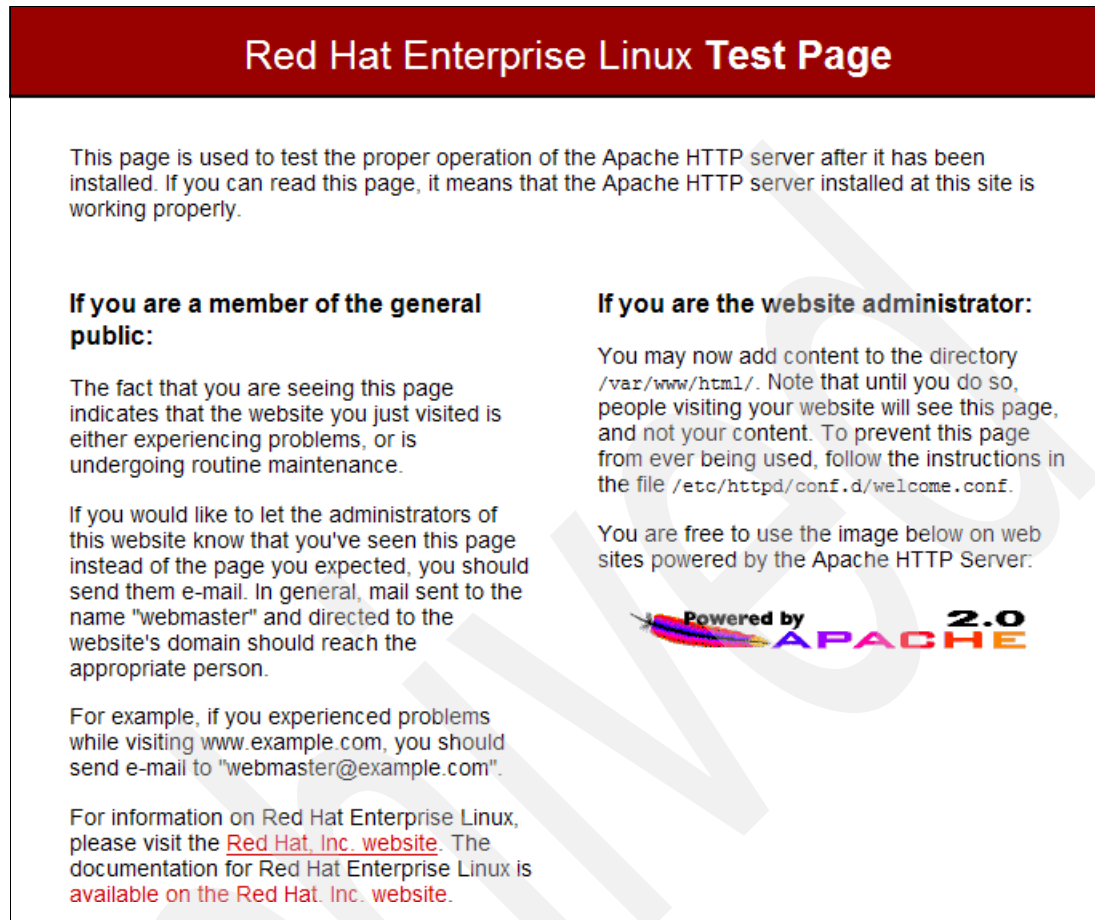 Red Hat Enterprise Linux Test Page
This page is used to test the proper operation of the Apache HTTP server after it has been
installed. If you can read this page, it means that the Apache HTTP server installed at this site is
working properly.
If you are a member of the general
public:
The fact that you are seeing this page
indicates that the website you just visited is
either experiencing problems, or is
undergoing routine maintenance.
If you would like to let the administrators of
this website know that you've seen this page
instead of the page you expected, you should
send them e-mail. In general, mail sent to the
name "webmaster" and directed to the
website's domain should reach the
appropriate person.
For example, if you experienced problems
while visiting www.example.com, you should
send e-mail to "webmaster@example.com".
For information on Red Hat Enterprise Linux,
please visit the Red Hat, Inc. website. The
documentation for Red Hat Enterprise Linux is
available on the Red Hat. Inc. website.
If you are the website administrator:
You may now add content to the directory
/var/www/html/. Note that until you do so,
people visiting your website will see this page,
and not your content. To prevent this page
from ever being used, follow the instructions in
the file /etc/httpd/conf.d/welcome.conf.
You are free to use the image below on web
sites powered by the Apache HTTP Server:
Powered by 2.0
APACHE